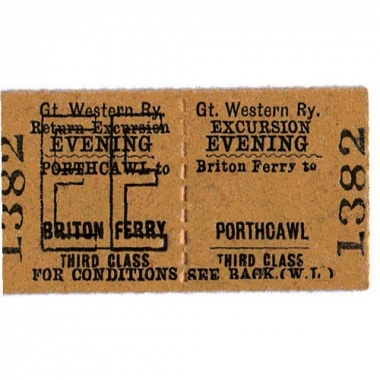 Gt. Western Ry. Gt. Western Ry.
Return Excursion EXCURSION
EVENING EVENING
PORTHCAWL to Briton Ferry to
BRITON FERRY PORTHCAWL
THIRD CLASS THIRD CLASS
FOR CONDITIONS SEE BACK.(W.L.)
1382 1382